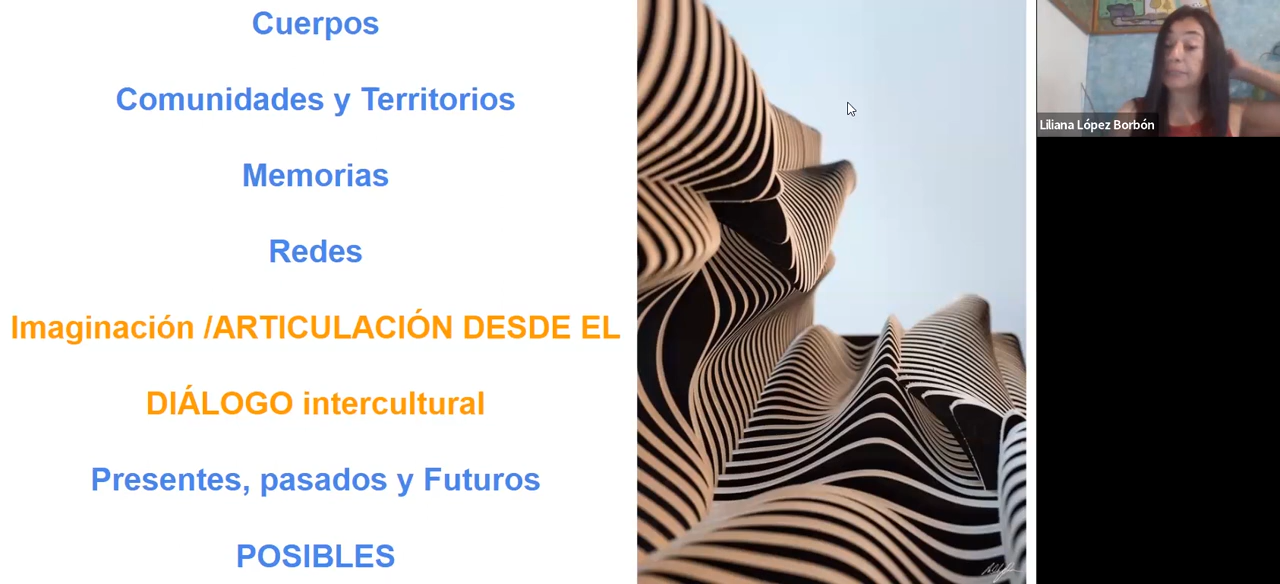 Cuerpos
Comunidades y Territorios
Memorias
Redes
Imaginación /ARTICULACIÓN DESDE EL
DIÁLOGO intercultural
Presentes, pasados y Futuros
POSIBLES
Liliana López Borbón